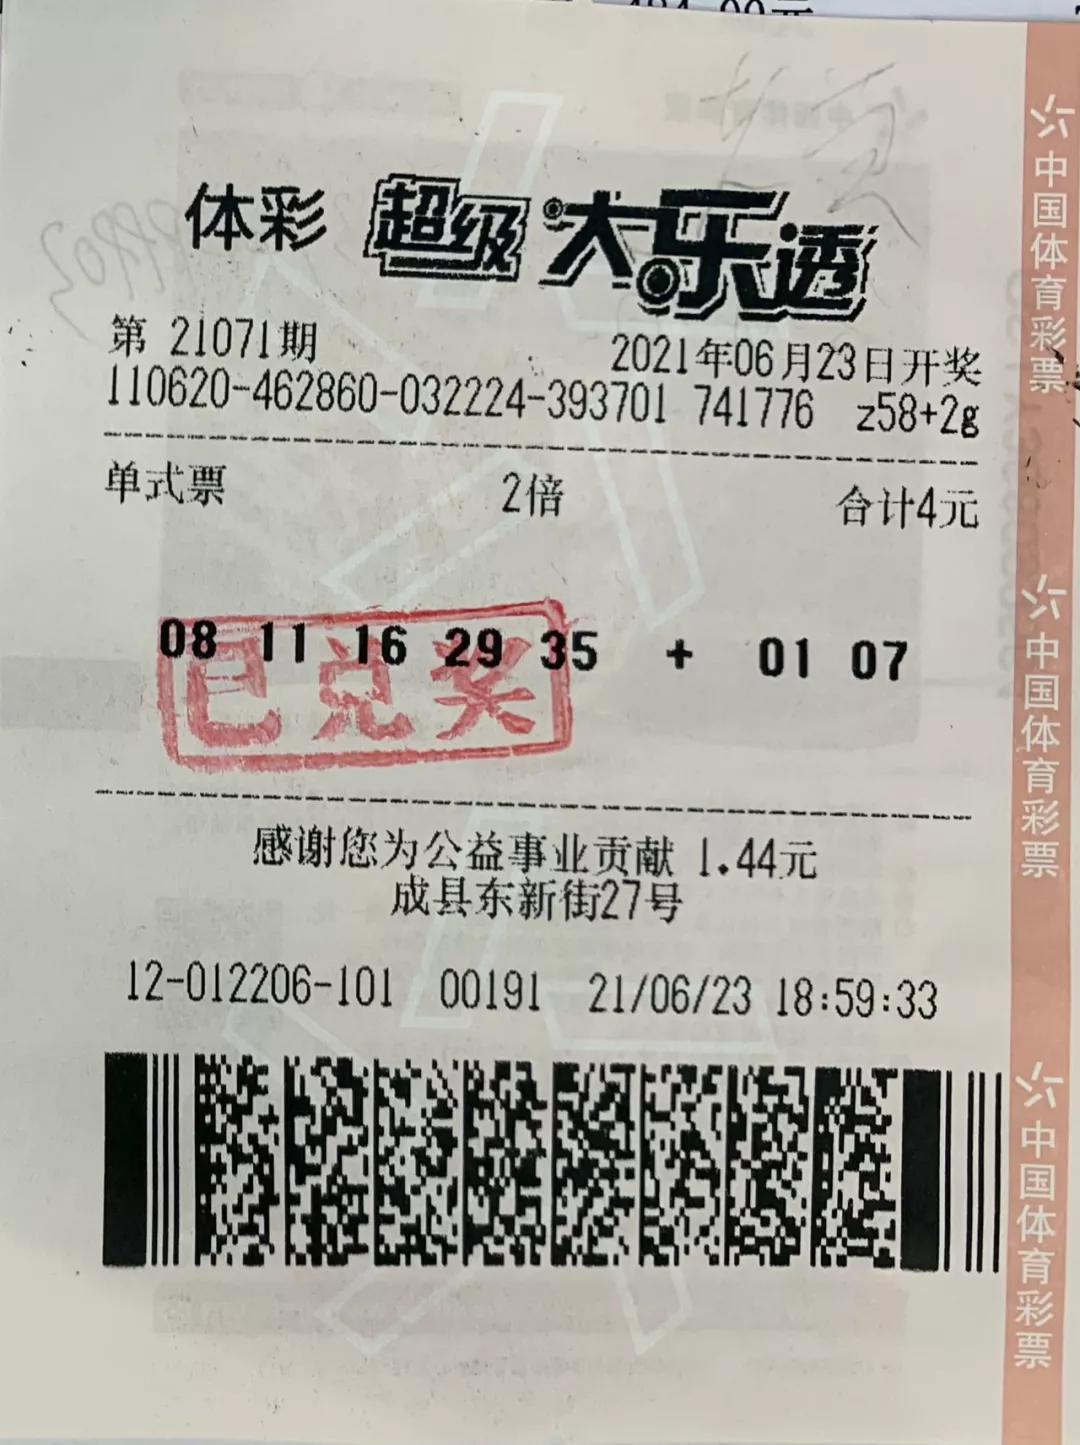 体彩 超级大乐透
第 21071期 2021年06月23日开奖
110620-462860-032224-393701 741776 z58+2g
单式票 2倍 合计4元
08 11 16 29 35 + 01 07
已兑奖
感谢您为公益事业贡献 1.44元
成县东新街27号
12-012206-101 00191 21/06/23 18:59:33
中国体育彩票
中国体育彩票
中国体育彩票